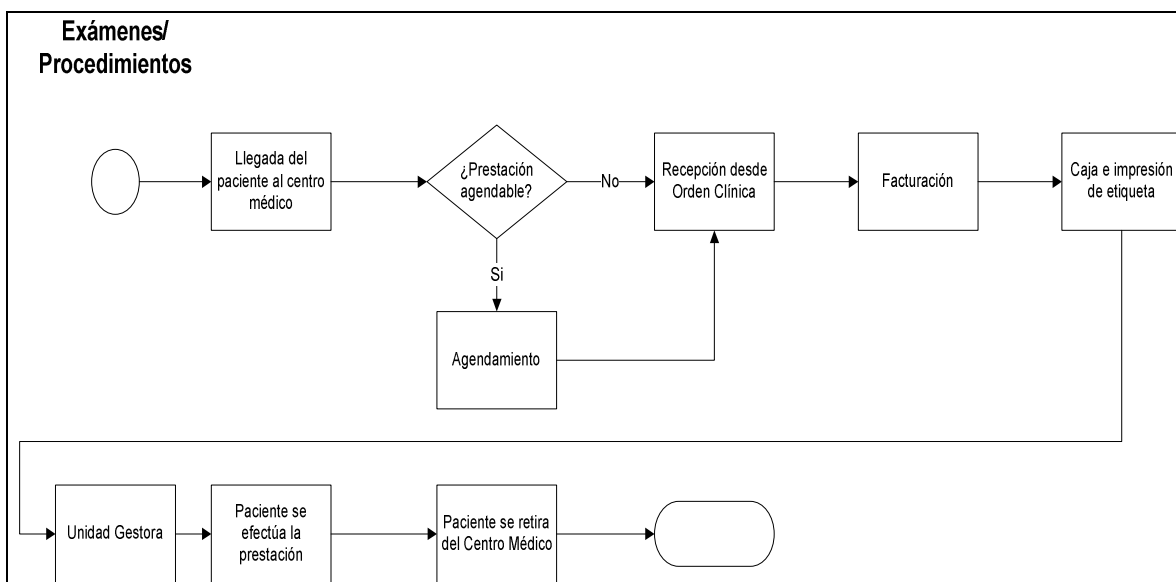 Exámenes/
Procedimientos
Llegada del
paciente al centro
médico
¿Prestación
agendable?
No
Recepción desde
Orden Clínica
Facturación
Caja e impresión
de etiqueta
Si
Agendamiento
Unidad Gestora
Paciente se
efectúa la
prestación
Paciente se retira
del Centro Médico